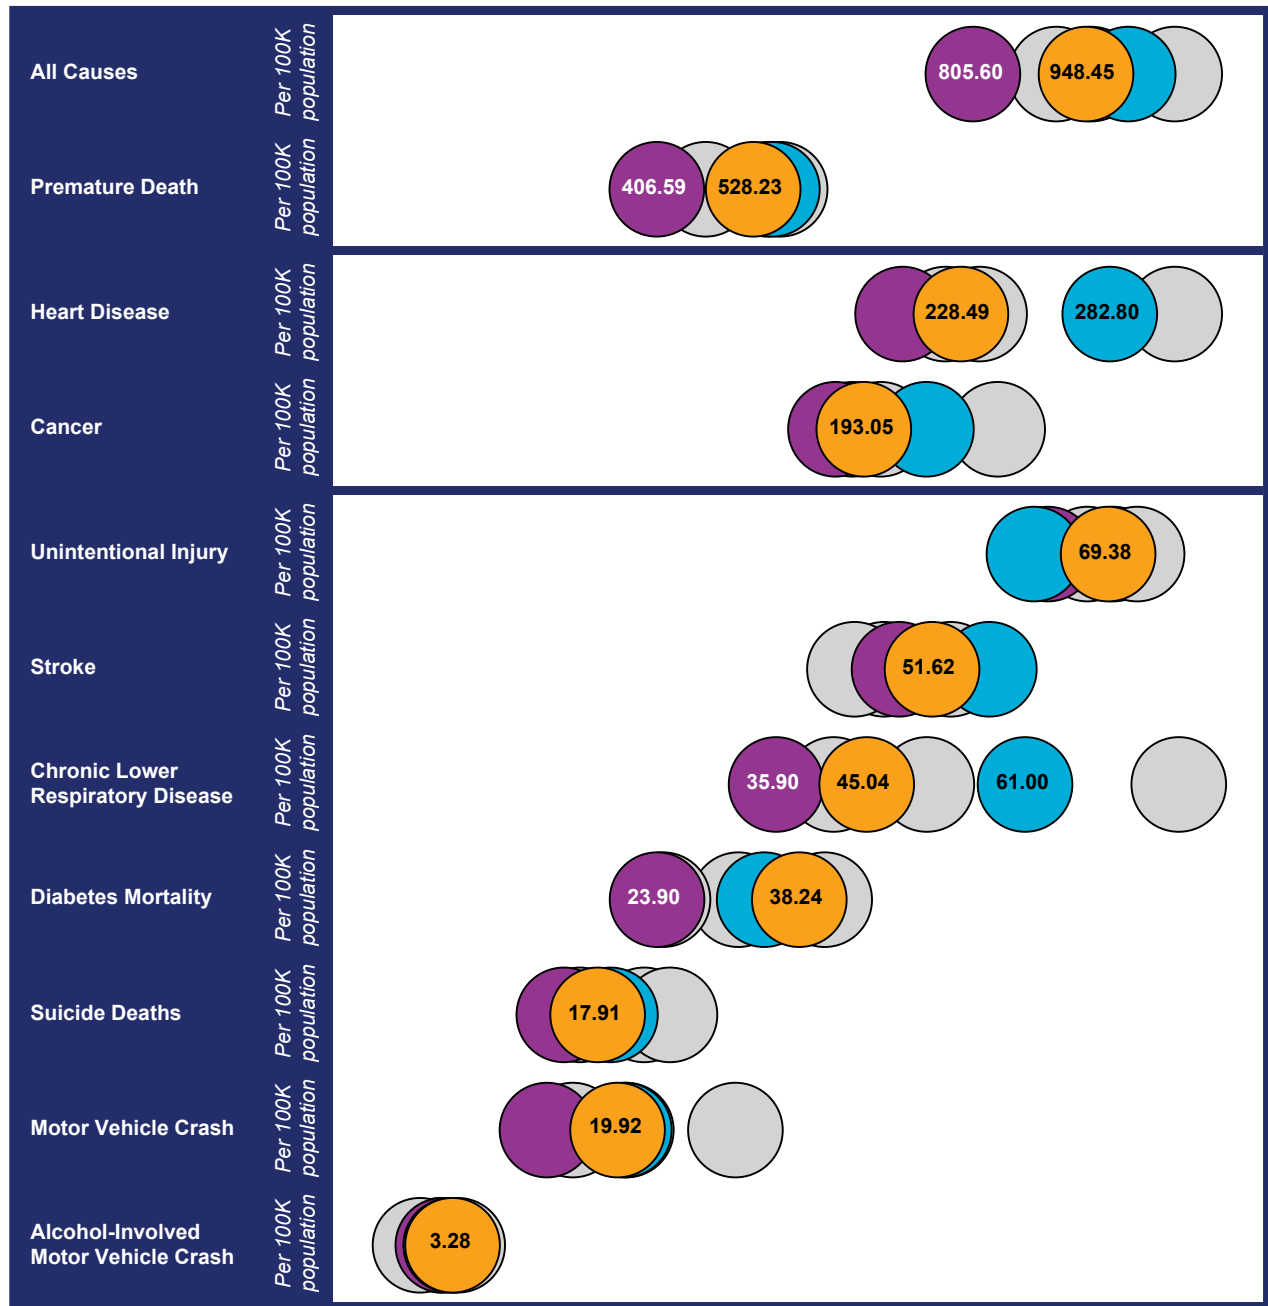 All Causes
Per 100K
population
805.60
948.45
Premature Death
Per 100K
population
406.59
528.23
Heart Disease
Per 100K
population
228.49
282.80
Cancer
Per 100K
population
193.05
Unintentional Injury
Per 100K
population
69.38
Stroke
Per 100K
population
51.62
Chronic Lower
Respiratory Disease
Per 100K
population
35.90
45.04
61.00
Diabetes Mortality
Per 100K
population
23.90
38.24
Suicide Deaths
Per 100K
population
17.91
Motor Vehicle Crash
Per 100K
population
19.92
Alcohol-Involved
Motor Vehicle Crash
Per 100K
population
3.28